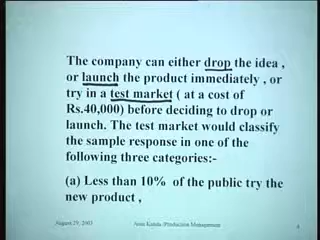 The company can either drop the idea ,
or launch the product immediately , or
try in a test market ( at a cost of
Rs.40,000) before deciding to drop or
launch. The test market would classify
the sample response in one of the
following three categories:-
(a) Less than 10% of the public try the
new product ,
August 29, 2003
Arun Kanda /Production Management
4